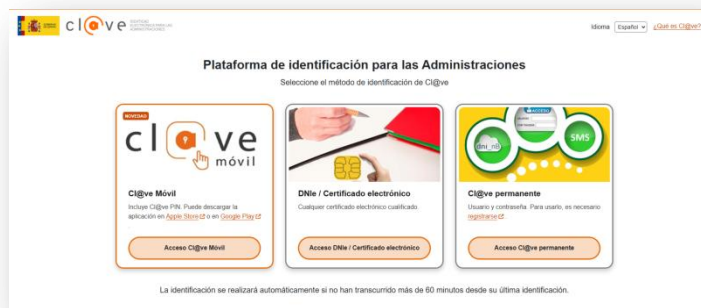 cl@ve
Idioma Español ¿Qué es Cl@ve?
Plataforma de identificación para las Administraciones
Seleccione el método de identificación de Cl@ve
NOVEDAD
cl@ve
móvil
ACCESO
dni_nB
SMS
Cl@ve Móvil
Incluye Cl@ve PIN. Puede descargar la
aplicación en Apple Store o en Google Play
Acceso Cl@ve Móvil
DNIe / Certificado electrónico
Cualquier certificado electrónico cualificado.
Acceso DNIe / Certificado electrónico
Cl@ve permanente
Usuario y contraseña. Para usarlo, es necesario
registrarse
Acceso Cl@ve permanente
La identificación se realizará automáticamente si no han transcurrido más de 60 minutos desde su última identificación.